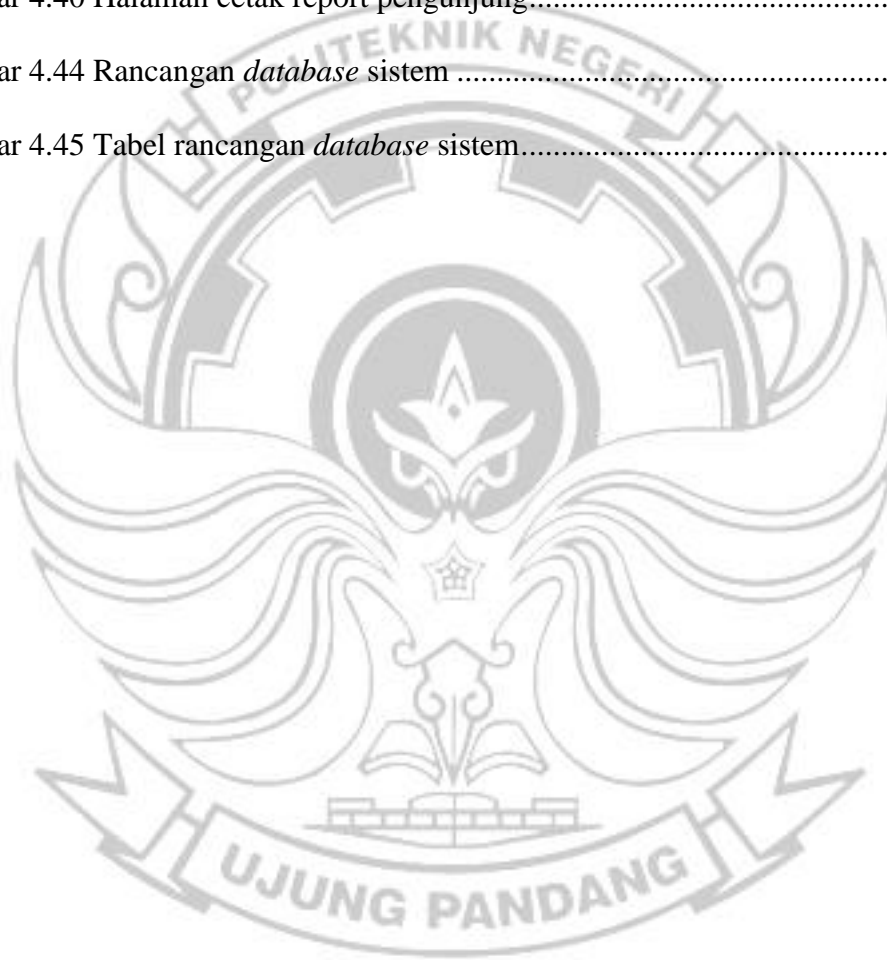 ar 4.40 Halaman cetak report pengunjung............................................
POLITEKNIK NEGERI
ar 4.44 Rancangan database sistem .....................................................
ar 4.45 Tabel rancangan database sistem.............................................
UJUNG PANDANG